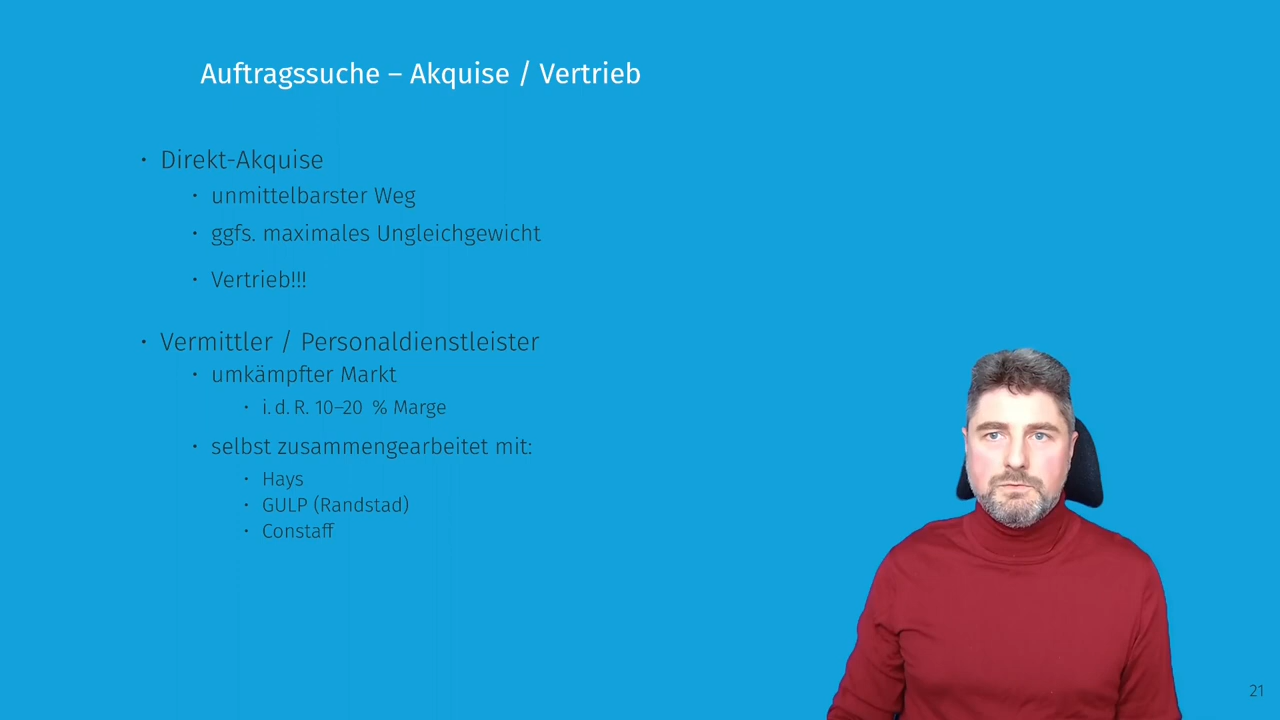 Auftragssuche – Akquise / Vertrieb
• Direkt-Akquise
• unmittelbarster Weg
• ggfs. maximales Ungleichgewicht
• Vertrieb!!!
• Vermittler / Personaldienstleister
• umkämpfter Markt
• i. d. R. 10–20 % Marge
• selbst zusammengearbeitet mit:
• Hays
• GULP (Randstad)
• Constaff
21